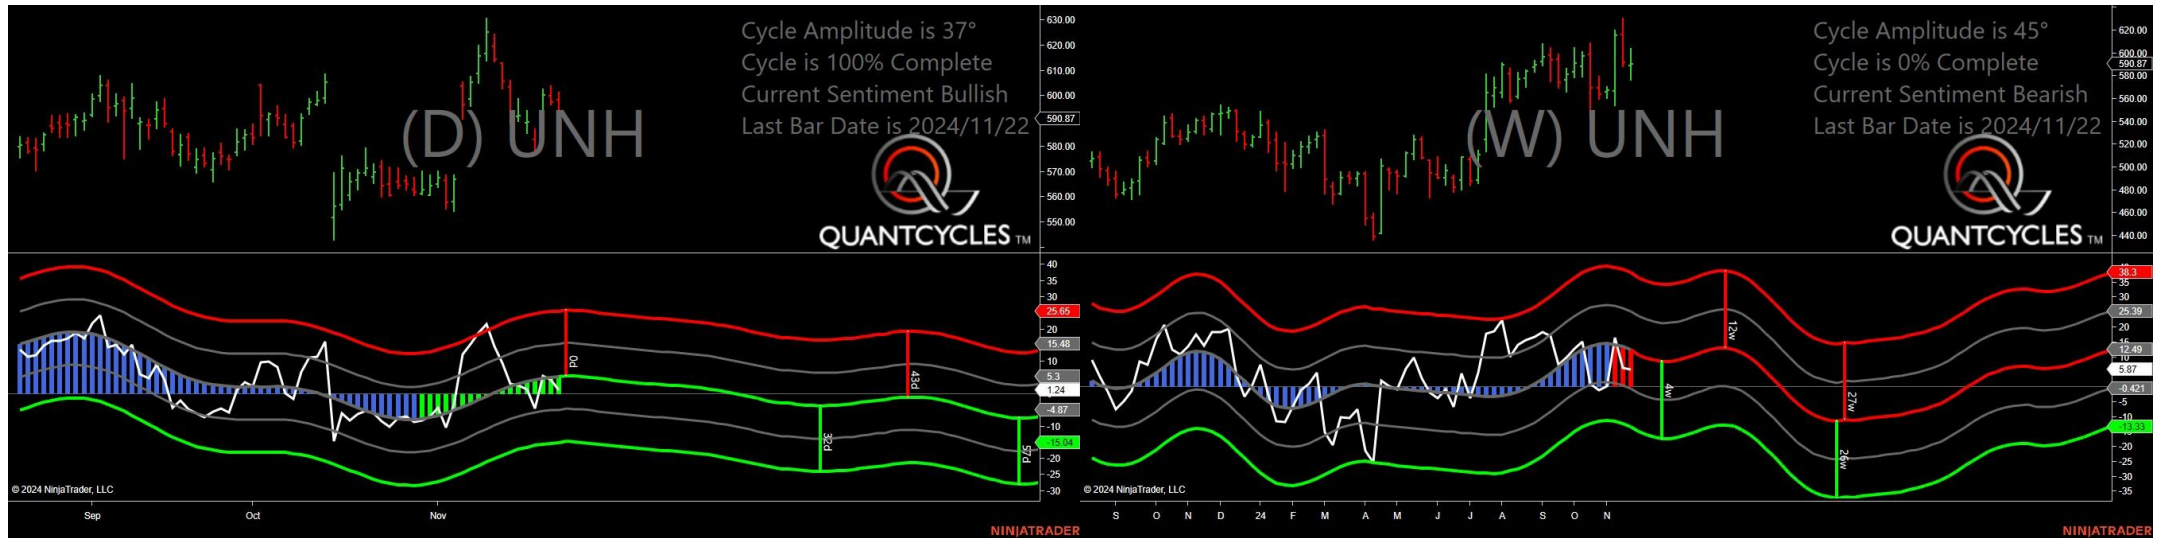 Cycle Amplitude is 37°
Cycle is 100% Complete
Current Sentiment Bullish
Last Bar Date is 2024/11/22
(D) UNH
QUANTCYCLES TM
630.00
620.00
610.00
600.00
590.87
580.00
570.00
560.00
550.00
40
35
30
25.65
20
15.48
10
5.3
1.24
-4.87
-10
-15.04
-20
-25
-30
0d
32d
43d
57d
© 2024 NinjaTrader, LLC
Sep
Oct
Nov
NINJATRADER
Cycle Amplitude is 45°
Cycle is 0% Complete
Current Sentiment Bearish
Last Bar Date is 2024/11/22
(W) UNH
QUANTCYCLES TM
620.00
600.00
590.87
580.00
560.00
540.00
520.00
500.00
480.00
460.00
440.00
38.3
35
30
25.39
20
12.49
5.87
-0.421
-5
-10
-13.33
-20
-25
-30
-35
4w
12w
26w
27w
© 2024 NinjaTrader, LLC
S
O
N
D
24
F
M
A
M
J
J
A
S
O
N
NINJATRADER